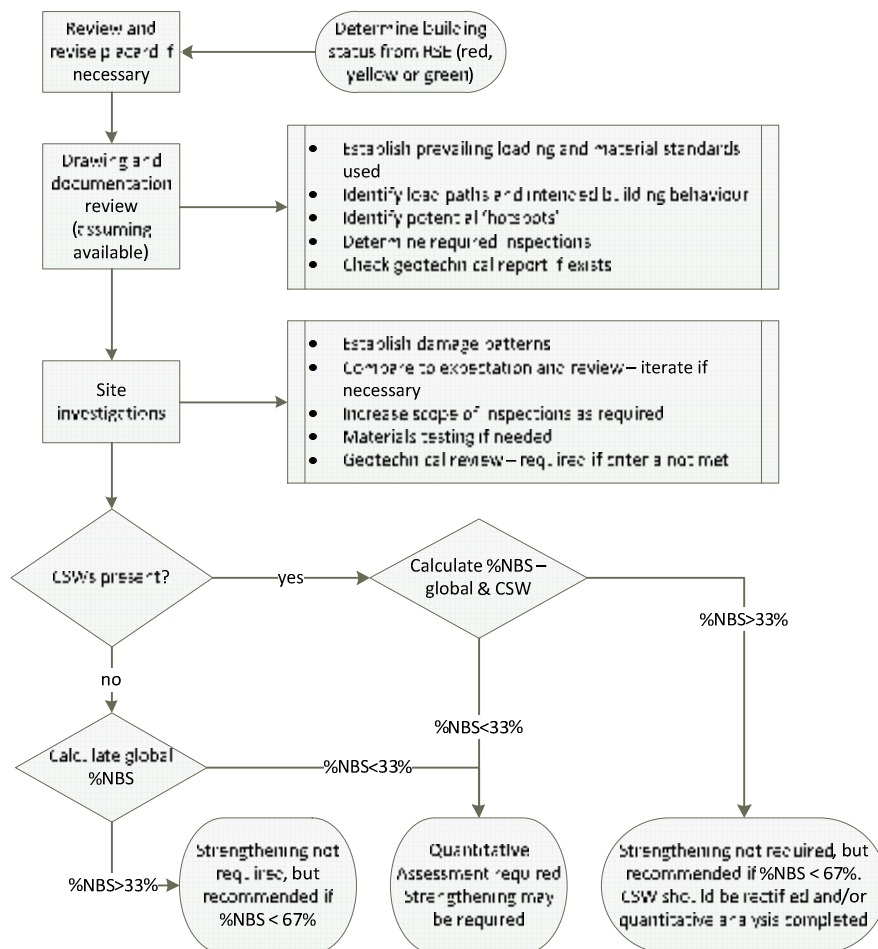 Review and
revise placard if
necessary
Determine building
status from RSE (red,
yellow or green)
Drawing and
documentation
review
(assuming
available)
• Establish prevailing loading and material standards
used
• Identify load paths and intended building behaviour
• Identify potential 'hotspots'
• Determine required inspections
• Check geotechnical report if exists
Site
investigations
• Establish damage patterns
• Compare to expectation and review – iterate if
necessary
• Increase scope of inspections as required
• Materials testing if needed
• Geotechnical review – required if criteria not met
CSWs present?
yes
Calculate %NBS –
global & CSW
%NBS>33%
no
%NBS<33%
Calculate global
%NBS
%NBS<33%
%NBS>33%
Strengthening not
required, but
recommended if
%NBS < 67%
Quantitative
Assessment required
Strengthening may
be required
Strengthening not required, but
recommended if %NBS < 67%.
CSW should be rectified and/or
quantitative analysis completed